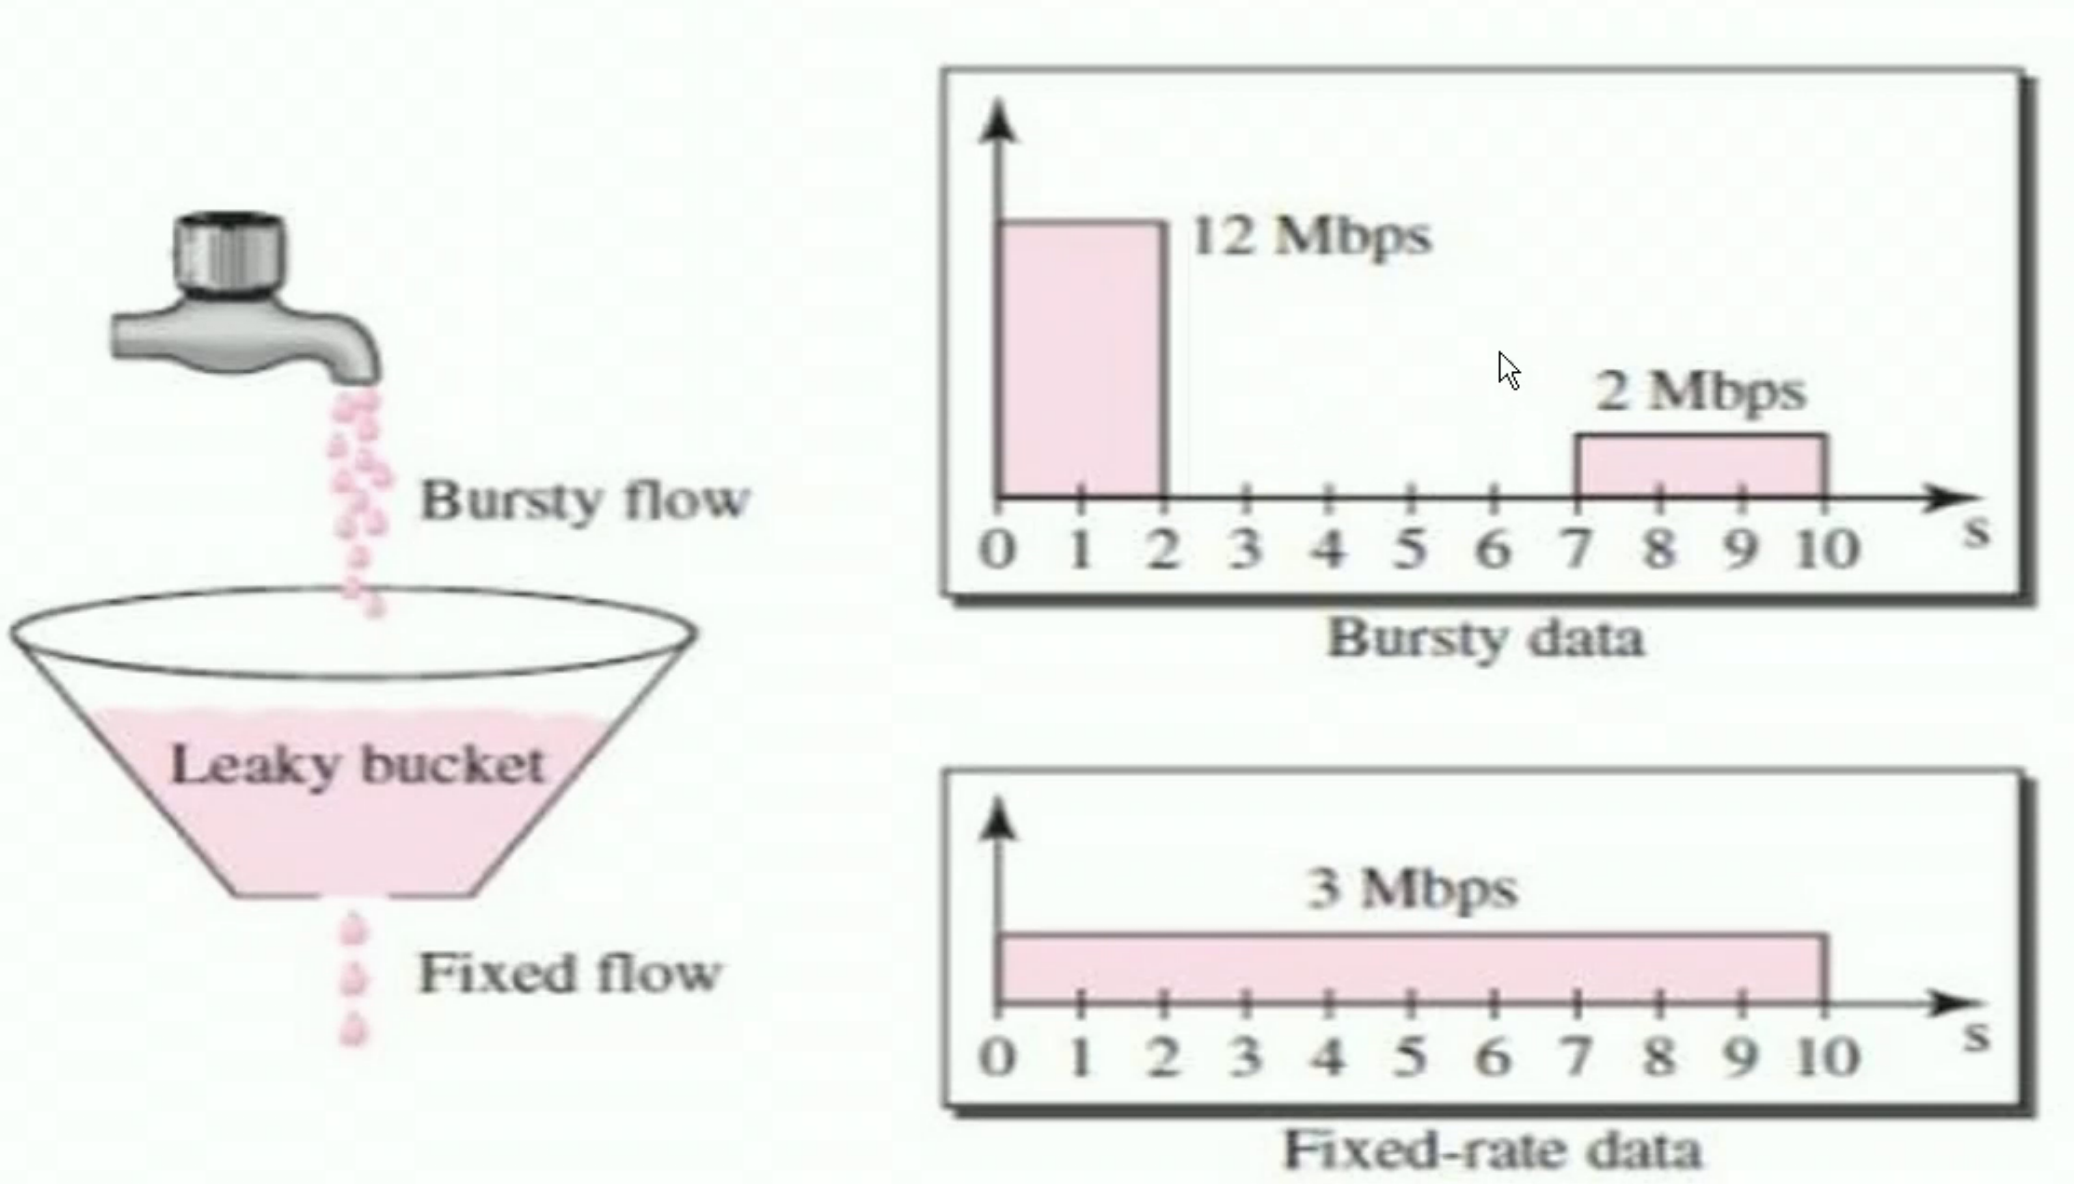 Bursty flow
Leaky bucket
Fixed flow
12 Mbps
2 Mbps
0 1 2 3 4 5 6 7 8 9 10 s
Bursty data
3 Mbps
0 1 2 3 4 5 6 7 8 9 10 s
Fixed-rate data